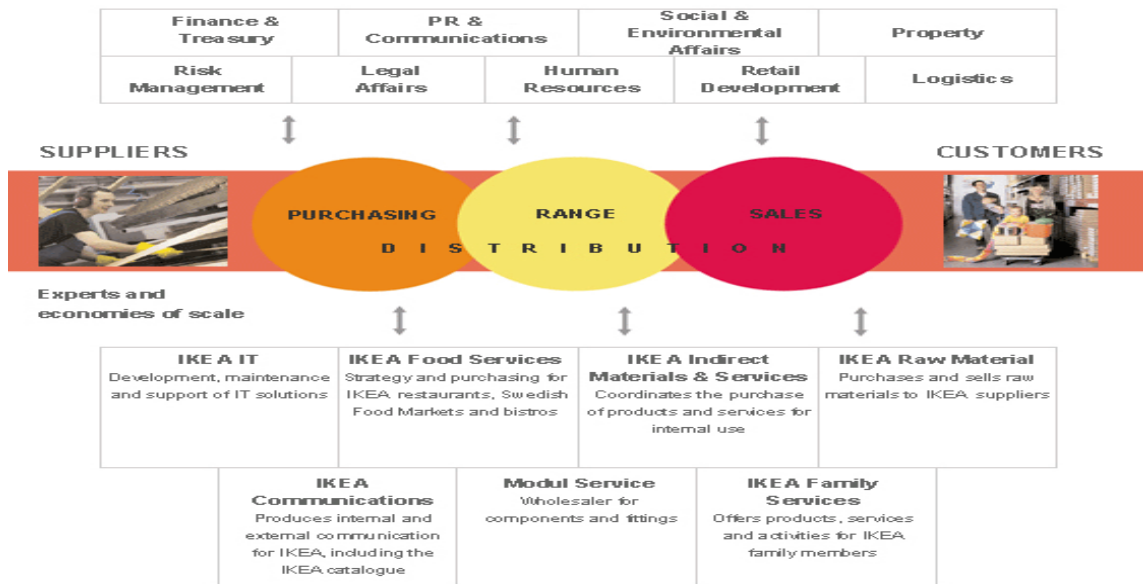 Finance &
Treasury
PR &
Communications
Social &
Environmental
Affairs
Property
Risk
Management
Legal
Affairs
Human
Resources
Retail
Development
Logistics
SUPPLIERS
CUSTOMERS
PURCHASING
RANGE
SALES
DISTRIBUTION
Experts and
economies of scale
IKEA IT
Development, maintenance
and support of IT solutions
IKEA Food Services
Strategy and purchasing for
IKEA restaurants, Swedish
Food Markets and bistros
IKEA Indirect
Materials & Services
Coordinates the purchase
of products and services for
internal use
IKEA Raw Material
Purchases and sells raw
materials to IKEA suppliers
IKEA
Communications
Produces internal and
external communication
for IKEA, including the
IKEA catalogue
Modul Service
Wholesaler for
components and fittings
IKEA Family
Services
Offers products, services
and activities for IKEA
family members